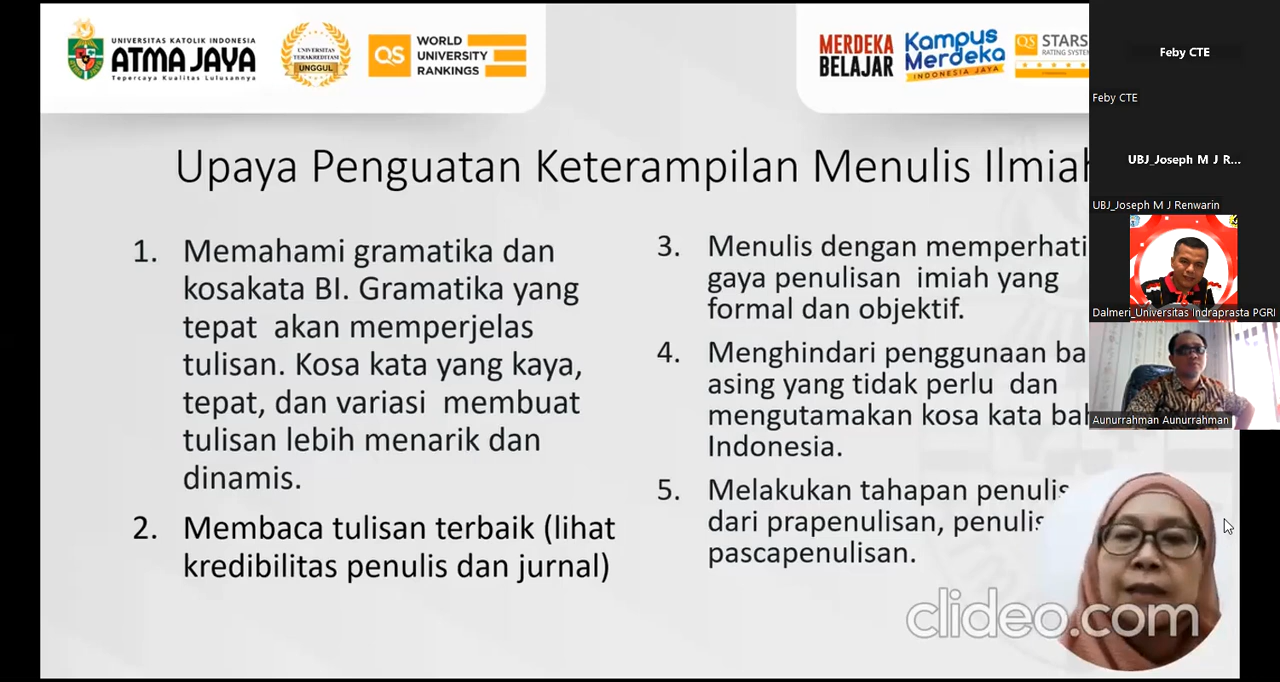 UNIVERSITAS KATOLIK INDONESIA
ATMA JAYA
Tepercaya Kualitas Lulusannya
UNIVERSITAS
TERAKREDITASI
UNGGUL
QS
WORLD
UNIVERSITY
RANKINGS
MERDEKA
BELAJAR
Kampus
Merdeka
INDONESIA JAYA
QS
STARS
RATING SYSTEM
Upaya Penguatan Keterampilan Menulis Ilmiah
1. Memahami gramatika dan
kosakata BI. Gramatika yang
tepat akan memperjelas
tulisan. Kosa kata yang kaya,
tepat, dan variasi membuat
tulisan lebih menarik dan
dinamis.
2. Membaca tulisan terbaik (lihat
kredibilitas penulis dan jurnal)
3. Menulis dengan memperhati
gaya penulisan imiah yang
formal dan objektif.
4. Menghindari penggunaan ba
asing yang tidak perlu dan
mengutamakan kosa kata bah
Indonesia.
5. Melakukan tahapan penulis
dari prapenulisan, penulis
pascapenulisan.
Feby CTE
Feby CTE
UBJ_Joseph M J R...
UBJ_Joseph M J Renwarin
Dalmeri_Universitas Indraprasta PGRI
Aunurrahman Aunurrahman
clideo.com